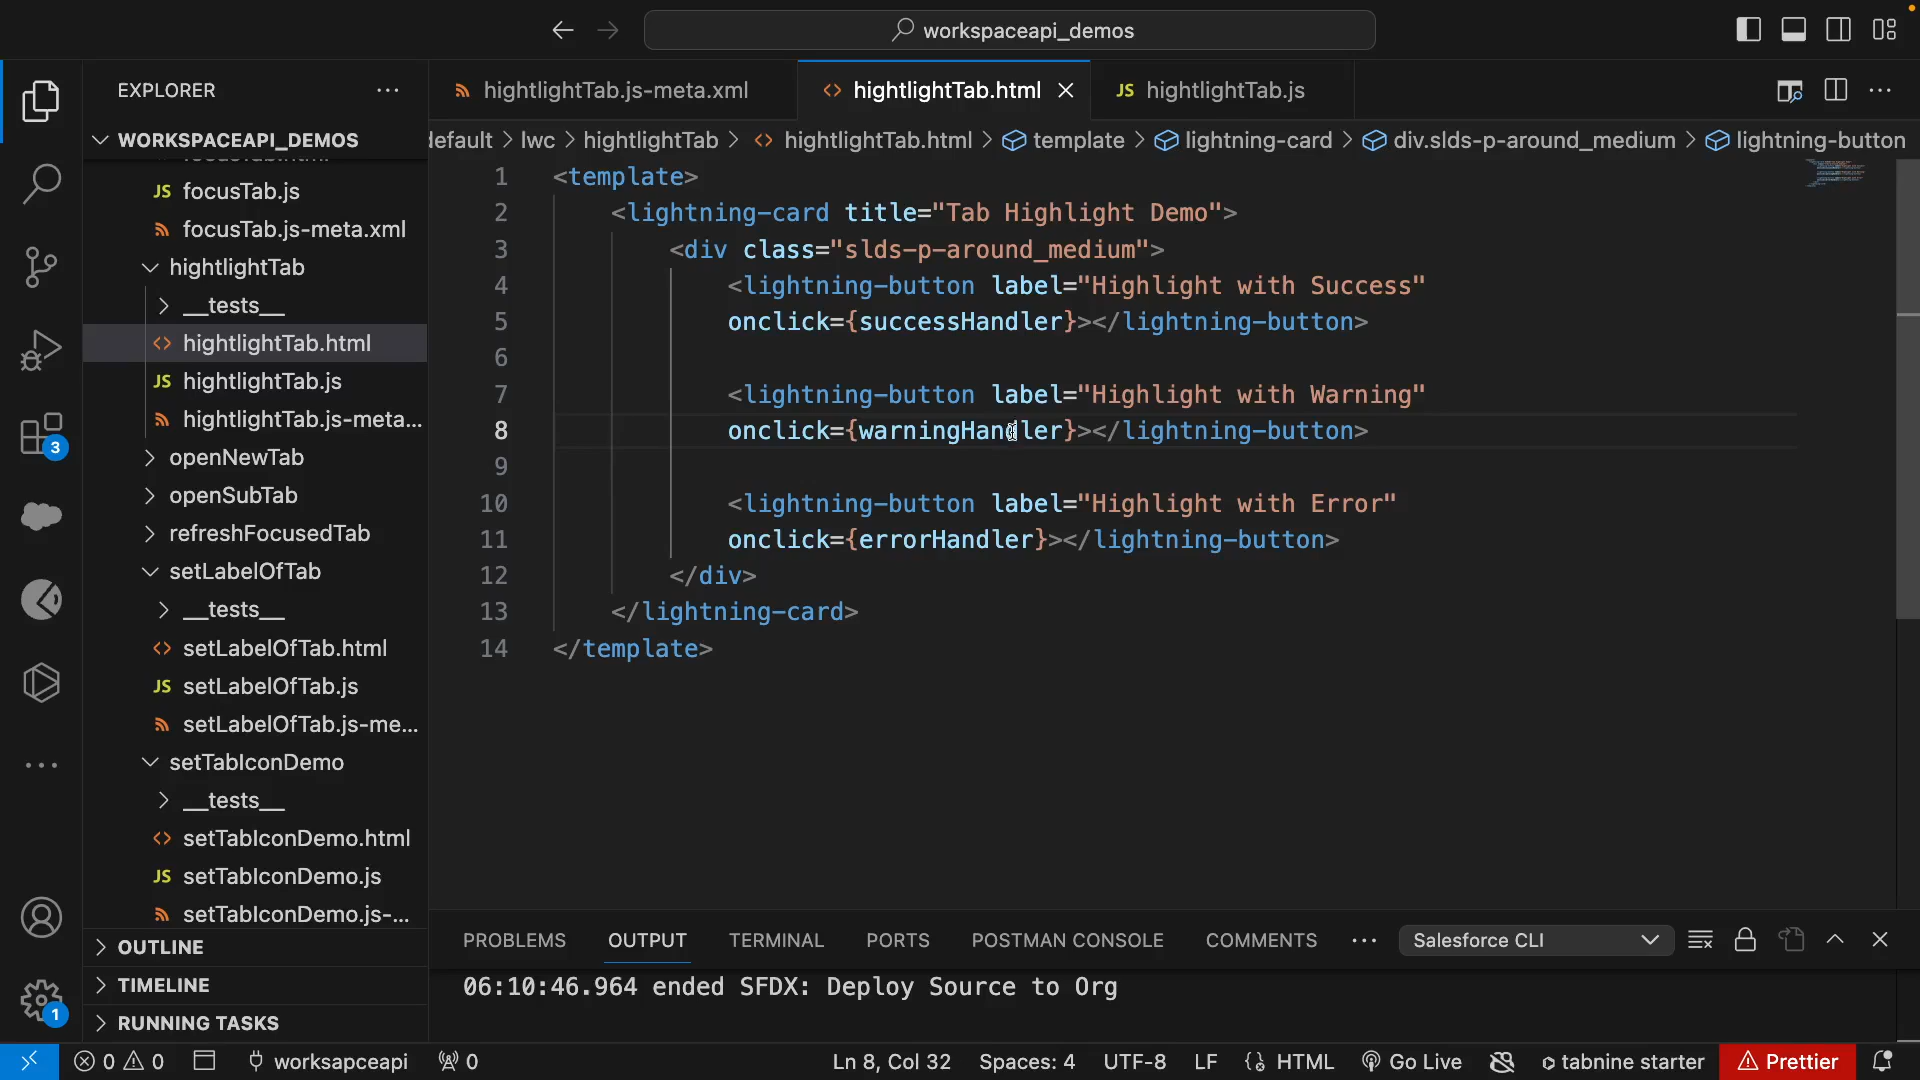 workspaceapi_demos
EXPLORER
hightlightTab.js-meta.xml
hightlightTab.html
JS hightlightTab.js
WORKSPACEAPI_DEMOS
default > lwc > hightlightTab > hightlightTab.html > template > lightning-card > div.slds-p-around_medium > lightning-button
JS focusTab.js
focusTab.js-meta.xml
hightlightTab
__tests__
hightlightTab.html
JS hightlightTab.js
hightlightTab.js-meta...
openNewTab
openSubTab
refreshFocusedTab
setLabelOfTab
__tests__
setLabelOfTab.html
JS setLabelOfTab.js
setLabelOfTab.js-me...
setTabIconDemo
__tests__
setTabIconDemo.html
JS setTabIconDemo.js
setTabIconDemo.js-...
OUTLINE
TIMELINE
RUNNING TASKS
3
1
1 <template>
2 <lightning-card title="Tab Highlight Demo">
3 <div class="slds-p-around_medium">
4 <lightning-button label="Highlight with Success"
5 onclick={successHandler}></lightning-button>
6
7 <lightning-button label="Highlight with Warning"
8 onclick={warningHandler}></lightning-button>
9
10 <lightning-button label="Highlight with Error"
11 onclick={errorHandler}></lightning-button>
12 </div>
13 </lightning-card>
14 </template>
PROBLEMS OUTPUT TERMINAL PORTS POSTMAN CONSOLE COMMENTS ... Salesforce CLI
06:10:46.964 ended SFDX: Deploy Source to Org
0 0 worksapceapi 0 Ln 8, Col 32 Spaces: 4 UTF-8 LF HTML Go Live tabnine starter Prettier